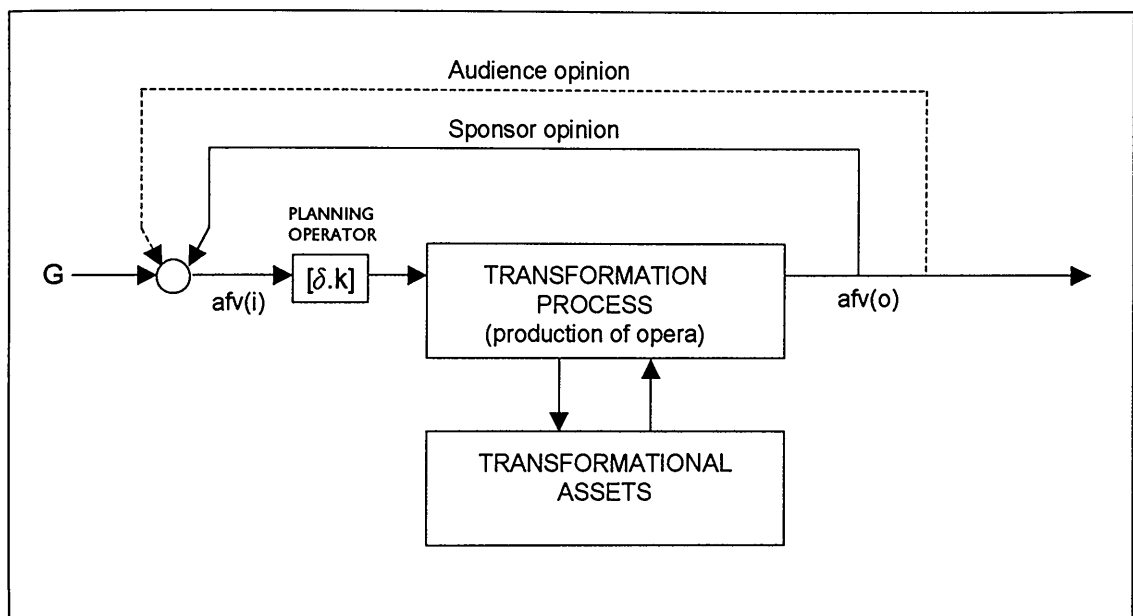 Audience opinion
Sponsor opinion
PLANNING
OPERATOR
G
afv(i)
[δ.k]
TRANSFORMATION
PROCESS
(production of opera)
afv(o)
TRANSFORMATIONAL
ASSETS